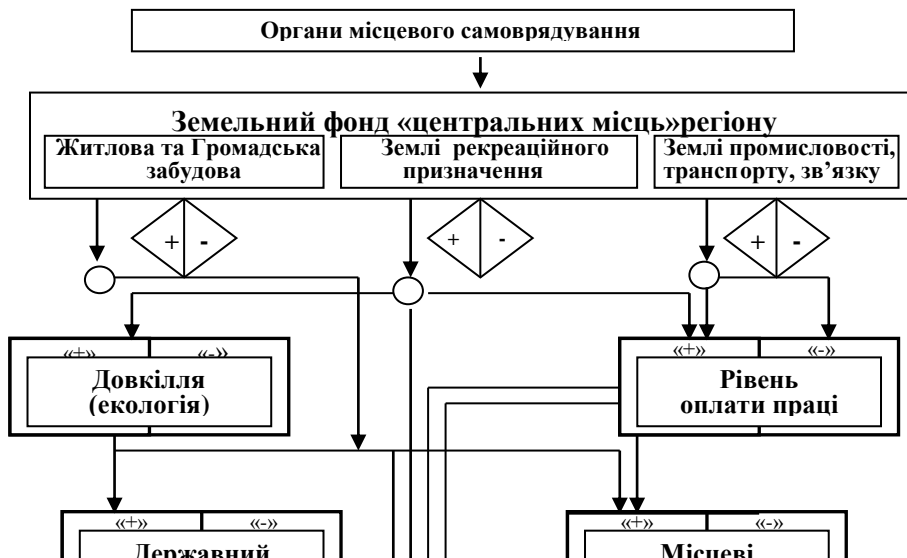 Органи місцевого самоврядування
Земельний фонд «центральних місць»регіону
Житлова та Громадська
забудова
Землі рекреаційного
призначення
Землі промисловості,
транспорту, зв’язку
+ -
+ -
+ -
«+» «-»
Довкілля
(екологія)
«+» «-»
Рівень
оплати праці
«+» «-»
Державний
«+» «-»
Місцеві